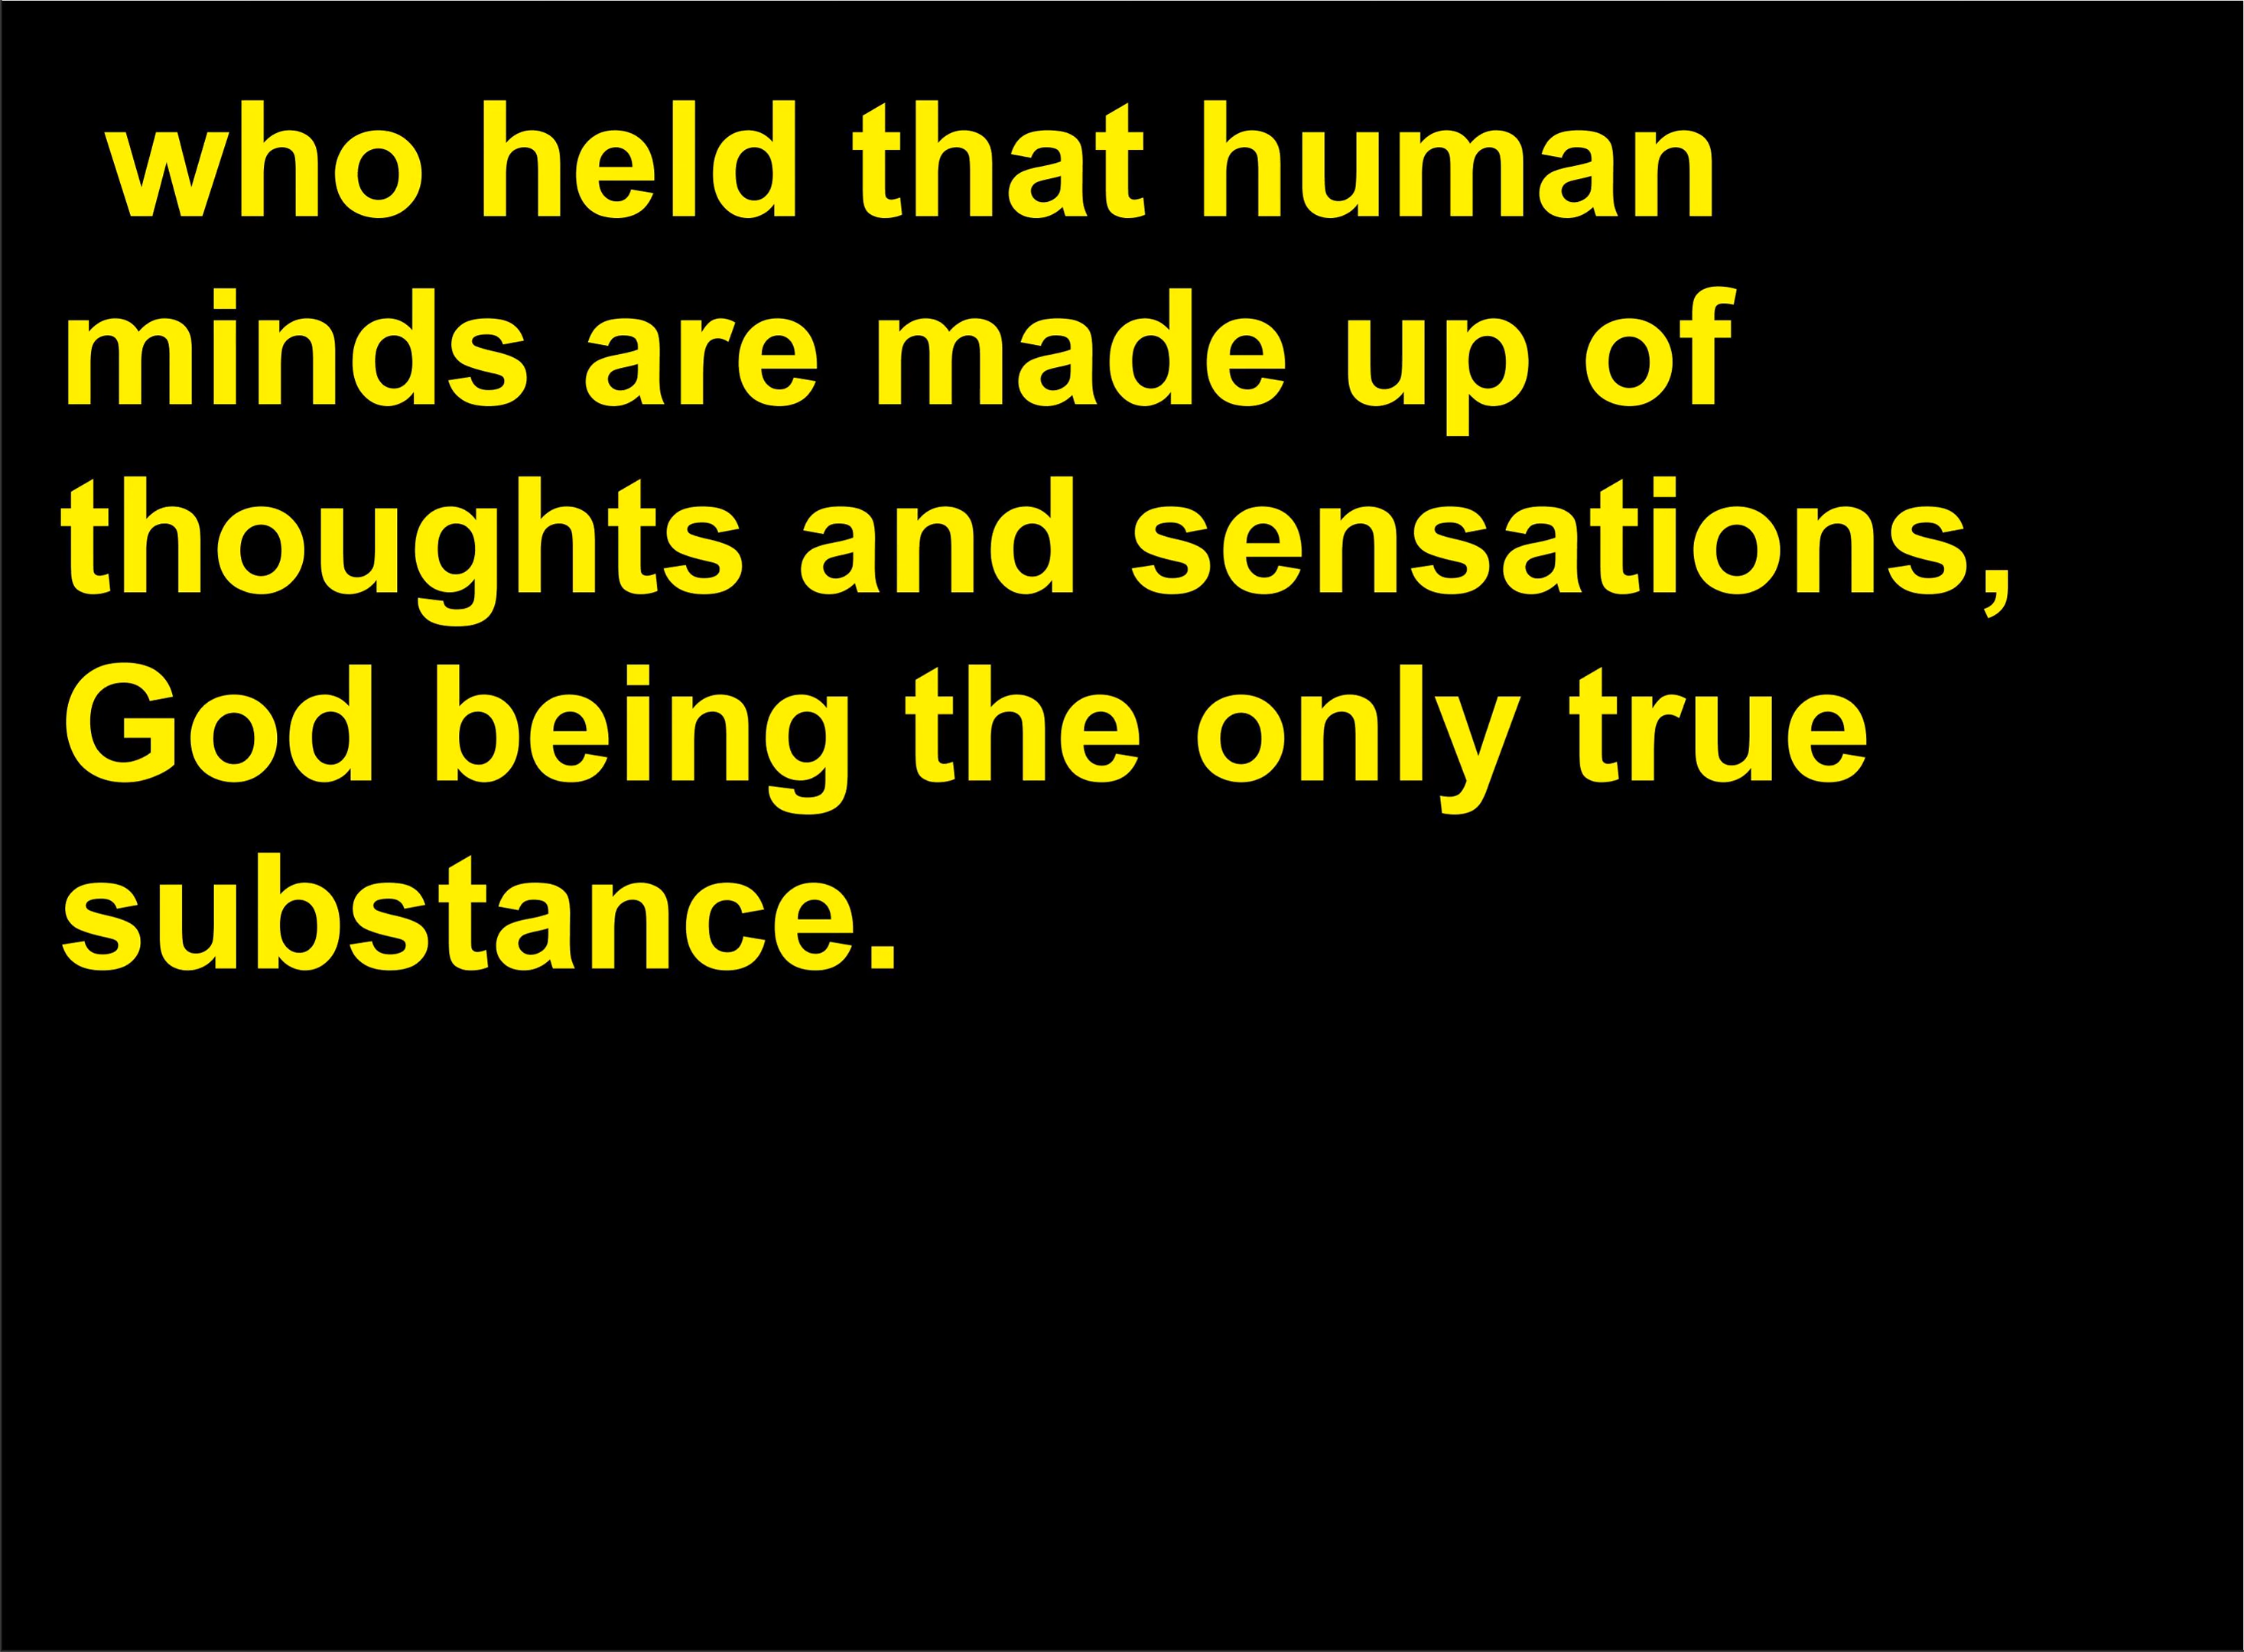 who held that human
minds are made up of
thoughts and sensations,
God being the only true
substance.